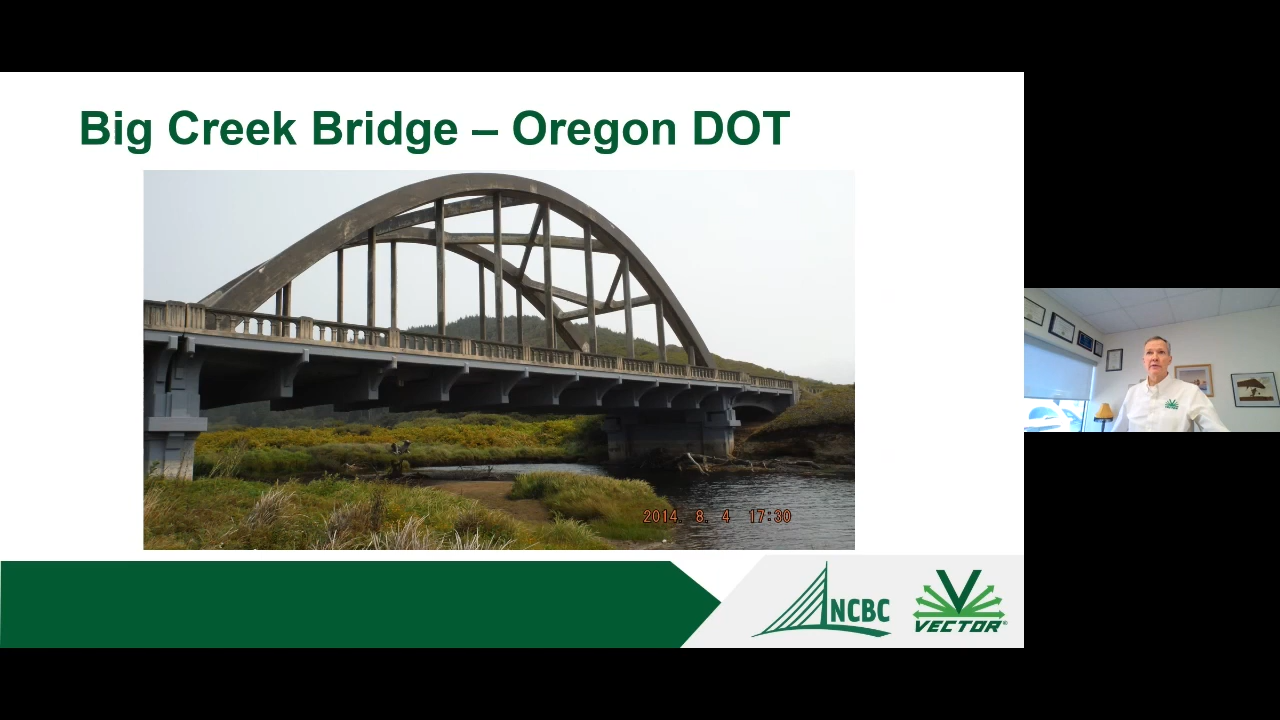 Big Creek Bridge – Oregon DOT
2014. 8. 4 17:30
NCBC
VECTOR®